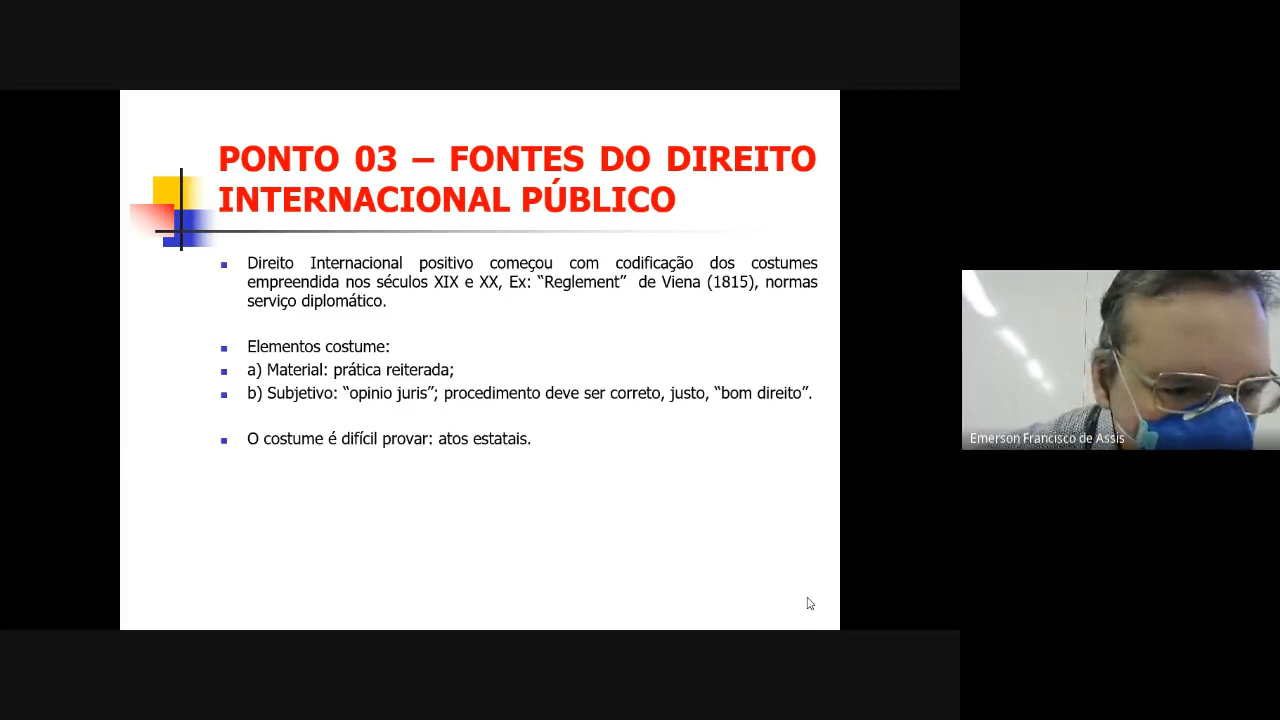 PONTO 03 – FONTES DO DIREITO
INTERNACIONAL PÚBLICO
Direito Internacional positivo começou com codificação dos costumes
empreendida nos séculos XIX e XX, Ex: “Reglement” de Viena (1815), normas
serviço diplomático.
Elementos costume:
a) Material: prática reiterada;
b) Subjetivo: “opinio juris”; procedimento deve ser correto, justo, “bom direito”.
O costume é difícil provar: atos estatais.
Emerson Francisco de Assis